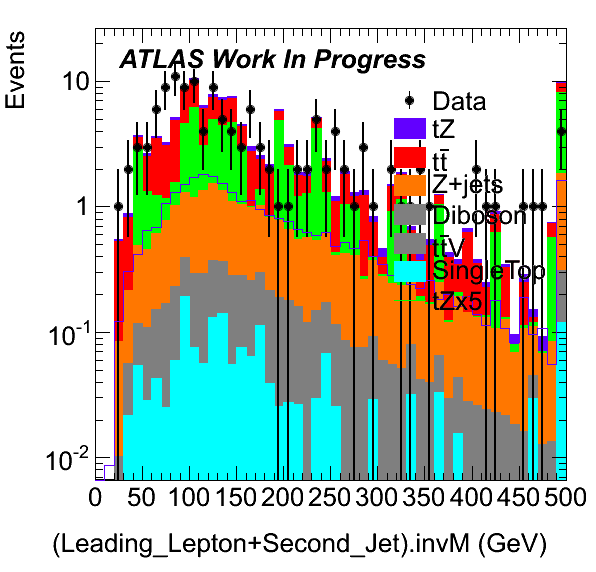 Events
ATLAS Work In Progress
Data
tZ
tt̄
Z+jets
Diboson
tt̄V
SingleTop
tZx5
10
1
10⁻¹
10⁻²
0 50 100 150 200 250 300 350 400 450 500
(Leading_Lepton+Second_Jet).invM (GeV)